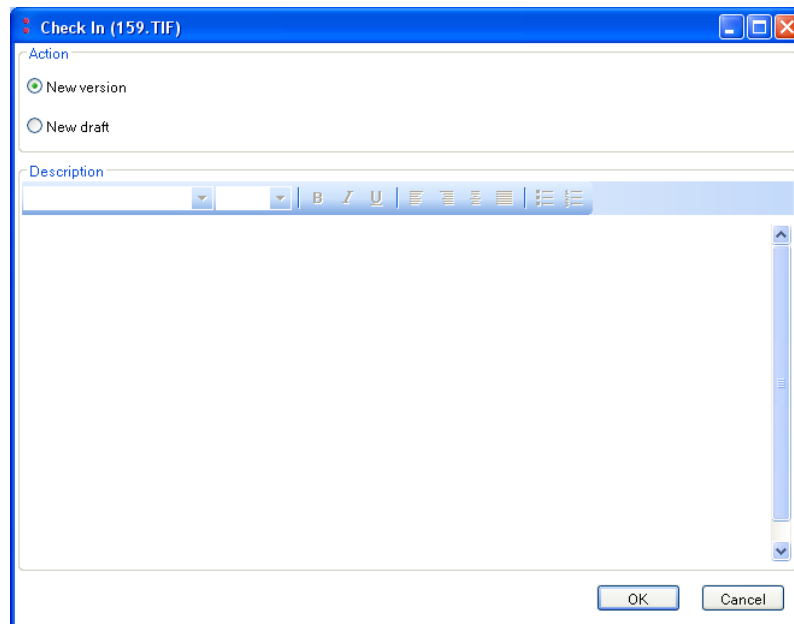 Check In (159.TIF)
Action
New version
New draft
Description
B I U
OK Cancel